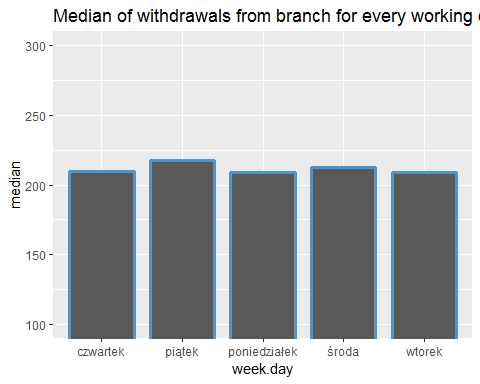 Median of withdrawals from branch for every working
300
250
200
150
100
median
czwartek piątek poniedziałek środa wtorek
week.day